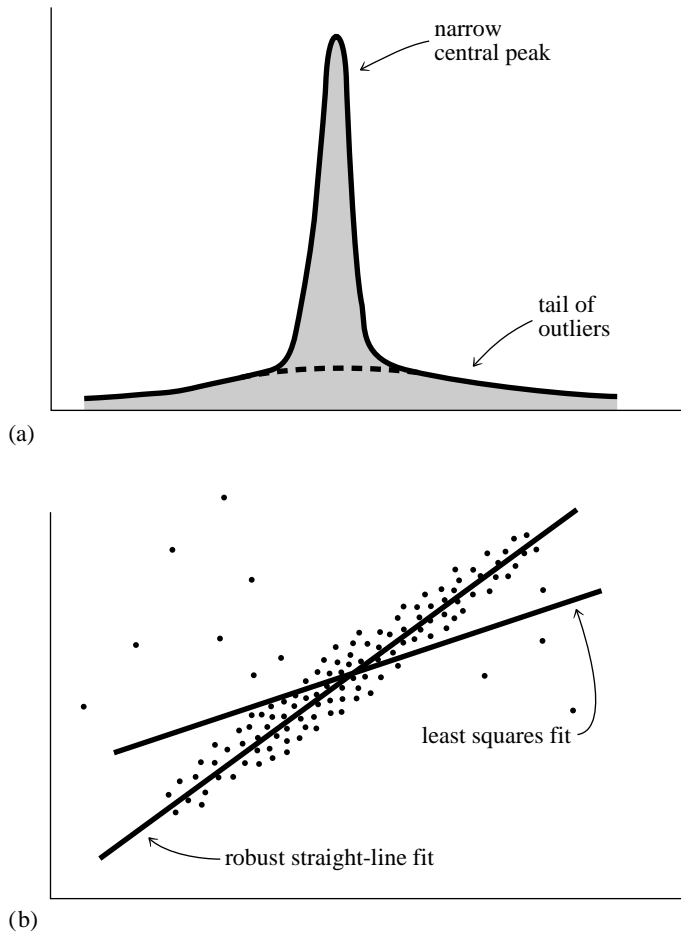 narrow
central peak
tail of
outliers
(a)
least squares fit
robust straight-line fit
(b)